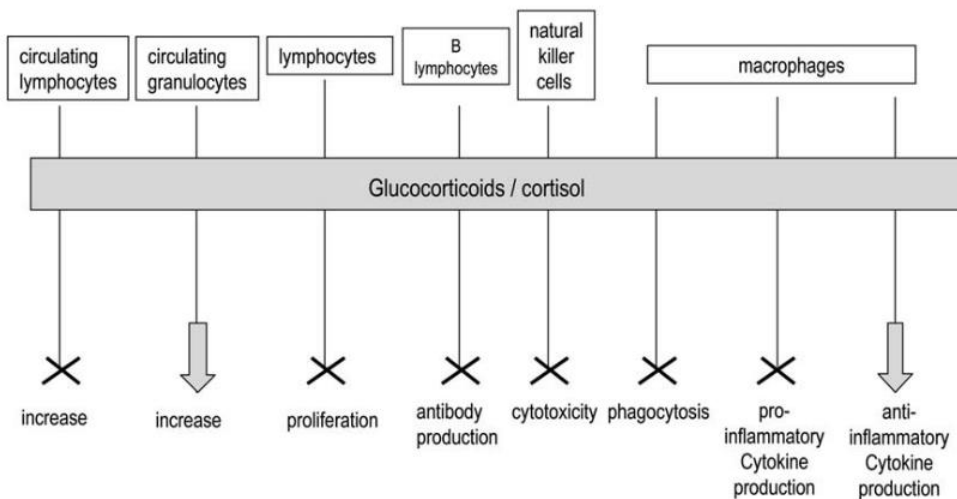 circulating
lymphocytes
circulating
granulocytes
lymphocytes
B
lymphocytes
natural
killer
cells
macrophages
Glucocorticoids / cortisol
increase
increase
proliferation
antibody
production
cytotoxicity
phagocytosis
pro-
inflammatory
Cytokine
production
anti-
inflammatory
Cytokine
production